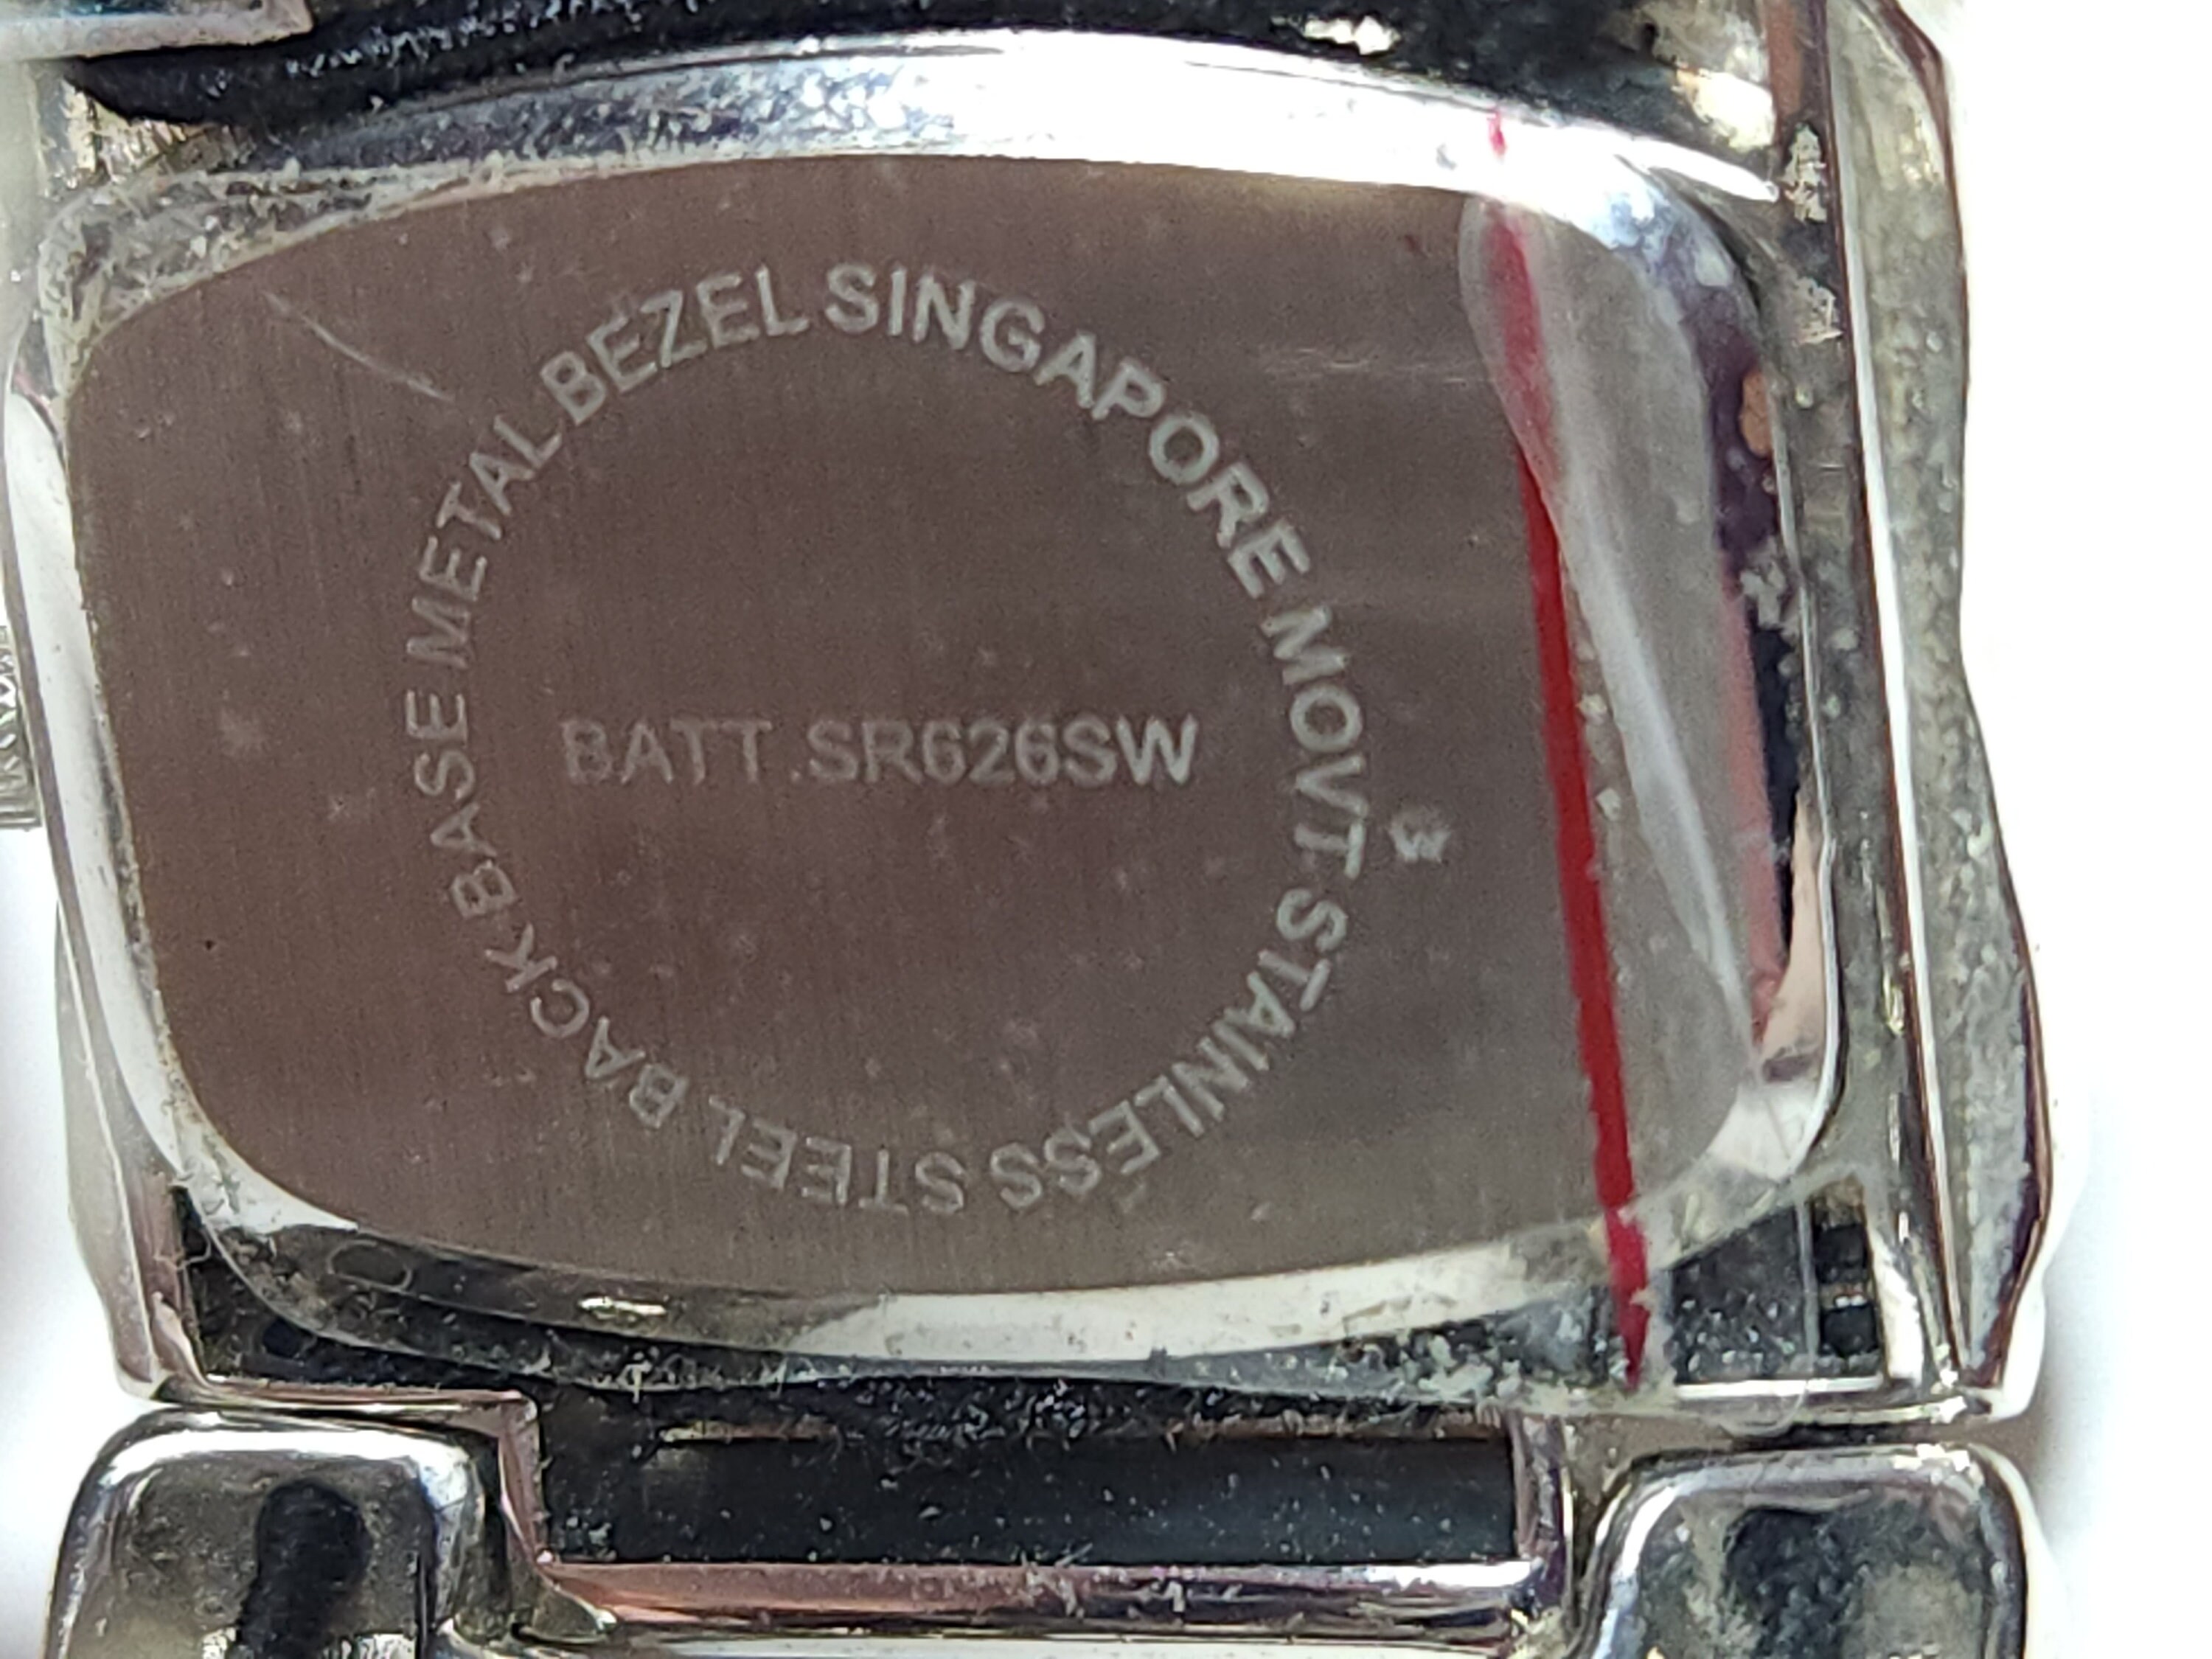 BASE METAL BEZEL SINGAPORE MOVT STAINLESS STEEL BACK
BATT.SR626SW